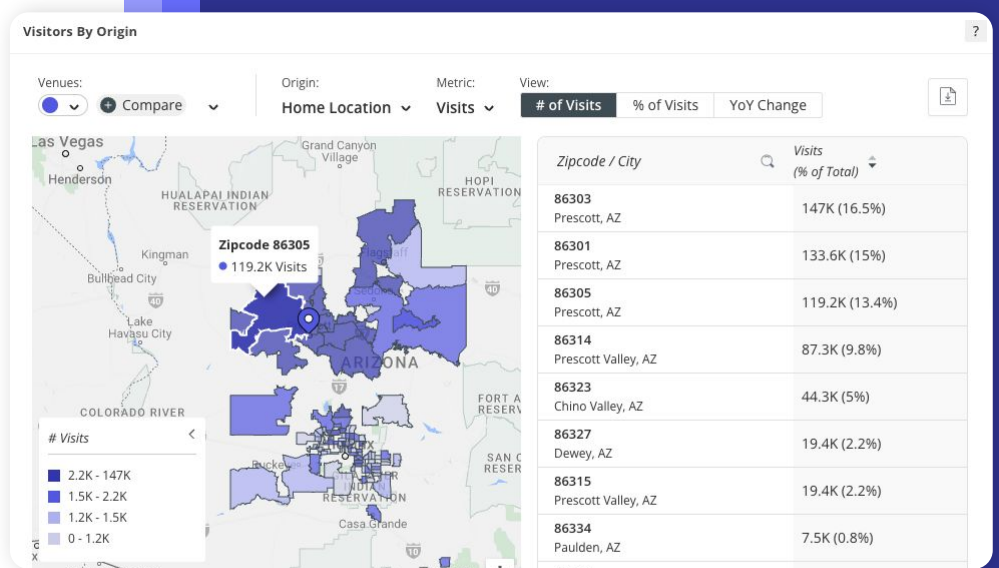 Visitors By Origin
?
Venues:
Compare
Origin:
Home Location
Metric:
Visits
View:
# of Visits
% of Visits
YoY Change
Las Vegas
Henderson
Grand Canyon
Village
HUALAPAI INDIAN
RESERVATION
HOPI
RESERVATION
Kingman
Bullhead City
40
Lake
Havasu City
Zipcode 86305
119.2K Visits
Flagstaff
40
ARIZONA
17
COLORADO RIVER
FORT A
RESERV
SAN C
RESER
INDIAN
RESERVATION
Casa Grande
10
# Visits
2.2K - 147K
1.5K - 2.2K
1.2K - 1.5K
0 - 1.2K
Zipcode / City
Visits
(% of Total)
86303
Prescott, AZ
147K (16.5%)
86301
Prescott, AZ
133.6K (15%)
86305
Prescott, AZ
119.2K (13.4%)
86314
Prescott Valley, AZ
87.3K (9.8%)
86323
Chino Valley, AZ
44.3K (5%)
86327
Dewey, AZ
19.4K (2.2%)
86315
Prescott Valley, AZ
19.4K (2.2%)
86334
Paulden, AZ
7.5K (0.8%)